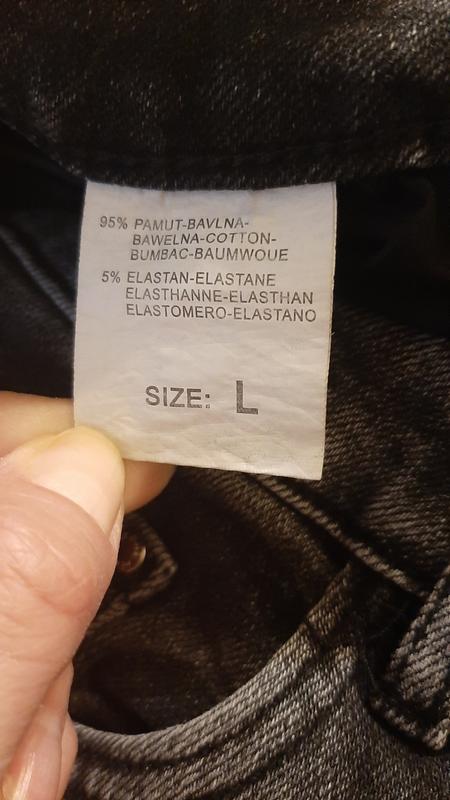 95% PAMUT-BAVLNA-
BAWELNA-COTTON-
BUMBAC-BAUMWOUE
5% ELASTAN-ELASTANE
ELASTHANNE-ELASTHAN
ELASTOMERO-ELASTANO
SIZE: L